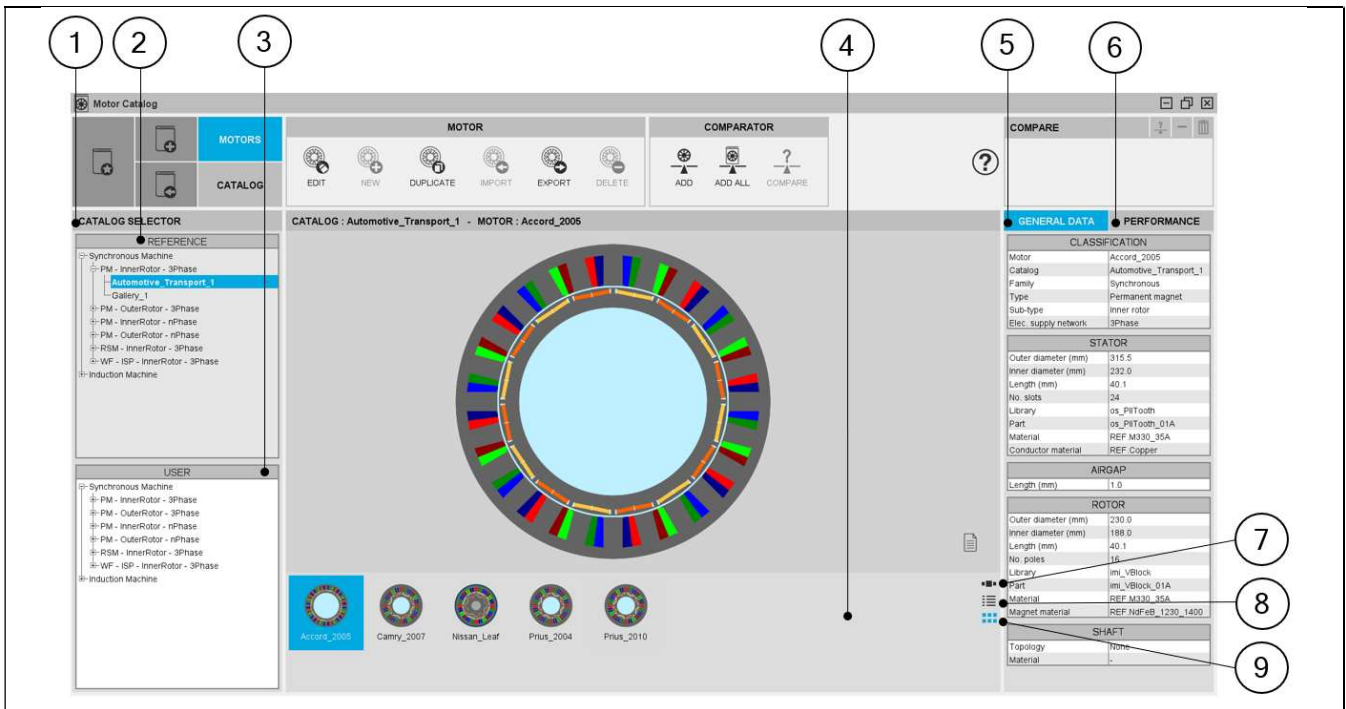 1 2 3 4 5 6
Motor Catalog
MOTORS
CATALOG
MOTOR
EDIT NEW DUPLICATE IMPORT EXPORT DELETE
COMPARATOR
ADD ADD ALL COMPARE
?
COMPARE
CATALOG SELECTOR
REFERENCE
Synchronous Machine
PM - InnerRotor - 3Phase
Automotive_Transport_1
Gallery_1
PM - OuterRotor - 3Phase
PM - InnerRotor - nPhase
PM - OuterRotor - nPhase
RSM - InnerRotor - 3Phase
WF - ISP - InnerRotor - 3Phase
Induction Machine
USER
Synchronous Machine
PM - InnerRotor - 3Phase
PM - OuterRotor - 3Phase
PM - InnerRotor - nPhase
PM - OuterRotor - nPhase
RSM - InnerRotor - 3Phase
WF - ISP - InnerRotor - 3Phase
Induction Machine
CATALOG : Automotive_Transport_1 - MOTOR : Accord_2005
Accord_2005 Camry_2007 Nissan_Leaf Prius_2004 Prius_2010
GENERAL DATA PERFORMANCE
CLASSIFICATION
Motor Accord_2005
Catalog Automotive_Transport_1
Family Synchronous
Type Permanent magnet
Sub-type Inner rotor
Elec. supply network 3Phase
STATOR
Outer diameter (mm) 315.5
Inner diameter (mm) 232.0
Length (mm) 40.1
No. slots 24
Library os_PllTooth
Part os_PllTooth_01A
Material REF.M330_35A
Conductor material REF.Copper
AIRGAP
Length (mm) 1.0
ROTOR
Outer diameter (mm) 230.0
Inner diameter (mm) 188.0
Length (mm) 40.1
No. poles 16
Library imi_VBlock
Part imi_VBlock_01A
Material REF.M330_35A
Magnet material REF.NdFeB_1230_1400
SHAFT
Topology None
Material -
7
8
9